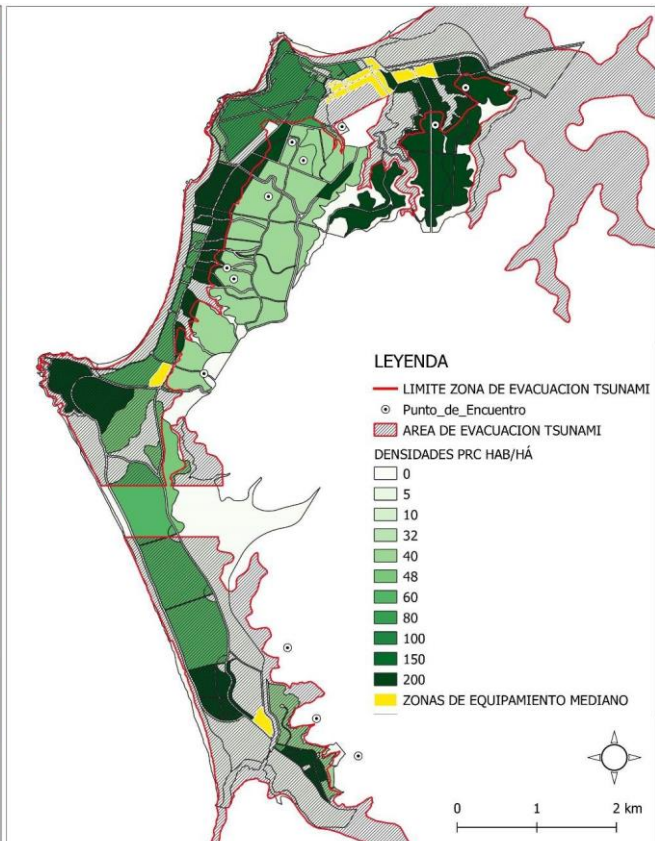 LEYENDA
LIMITE ZONA DE EVACUACION TSUNAMI
Punto_de_Encuentro
AREA DE EVACUACION TSUNAMI
DENSIDADES PRC HAB/HÁ
0
5
10
32
40
48
60
80
100
150
200
ZONAS DE EQUIPAMIENTO MEDIANO
0 1 2 km